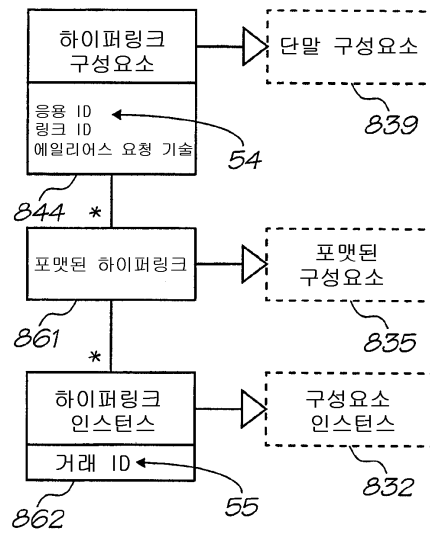 하이퍼링크
구성요소
단말 구성요소
839
응용 ID
링크 ID
에일리어스 요청 기술
54
844
*
포맷된 하이퍼링크
포맷된
구성요소
861
835
*
하이퍼링크
인스턴스
구성요소
인스턴스
거래 ID
862
55
832